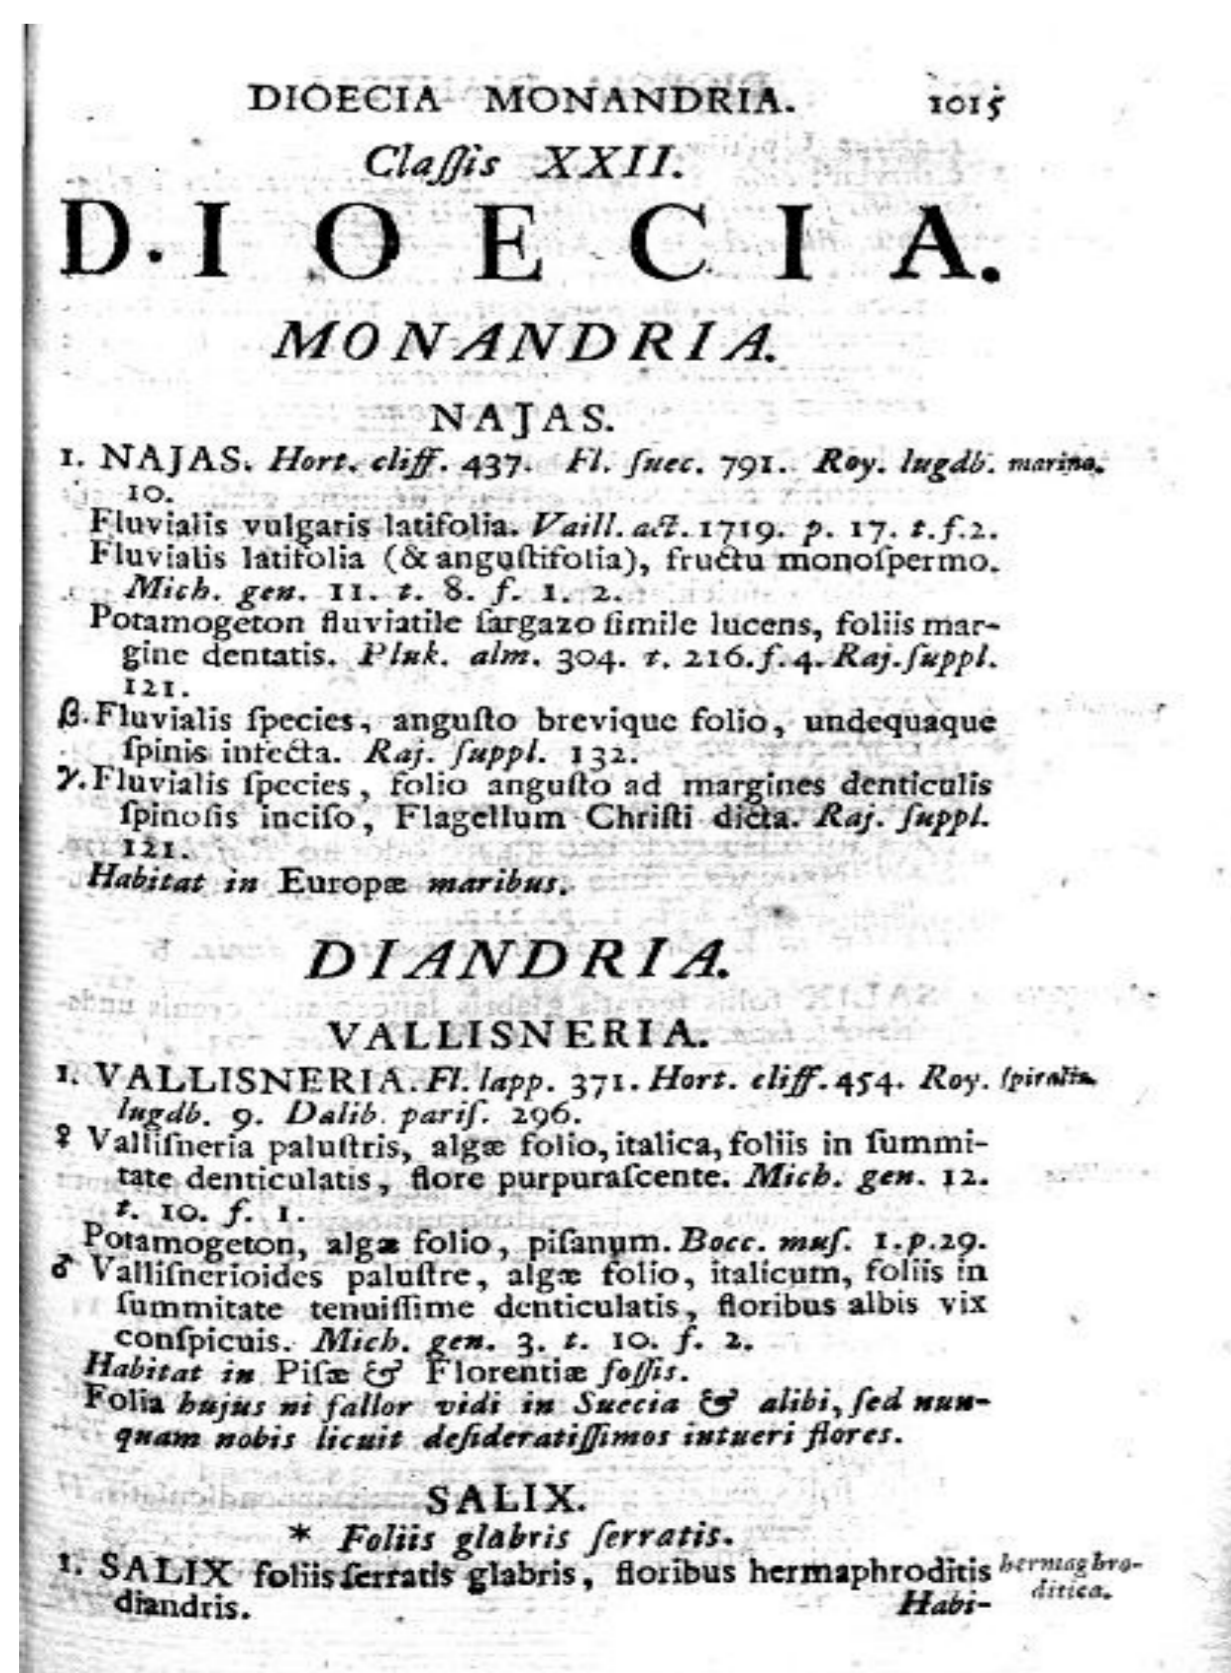 DIOECIA MONANDRIA. 1015
Claſſis XXII.
D.IOECIA.
MONANDRIA.
NAJAS.
1. NAJAS. Hort. cliff. 437. Fl. ſuec. 791. Roy. lugdb. marina.
10.
Fluvialis vulgaris latifolia. Vaill. act. 1719. p. 17. t.f.2.
Fluvialis latifolia (& anguſtifolia), fructu monoſpermo.
Mich. gen. 11. t. 8. f. 1. 2.
Potamogeton fluviatile ſargazo ſimile lucens, foliis mar-
gine dentatis. Pluk. alm. 304. t. 216. f. 4. Raj. ſuppl.
121.
β. Fluvialis ſpecies, anguſto brevique folio, undequaque
ſpinis infecta. Raj. ſuppl. 132.
γ. Fluvialis ſpecies, folio anguſto ad margines denticulis
ſpinoſis inciſo, Flagellum Chriſti dicta. Raj. ſuppl.
121.
Habitat in Europæ maribus.
DIANDRIA.
VALLISNERIA.
1. VALLISNERIA. Fl. lapp. 371. Hort. cliff. 454. Roy. ſpiralis.
lugdb. 9. Dalib. pariſ. 296.
♀ Valliſneria paluſtris, algæ folio, italica, foliis in ſummi-
tate denticulatis, flore purpuraſcente. Mich. gen. 12.
t. 10. f. 1.
Potamogeton, algæ folio, piſanum. Bocc. muſ. 1. p. 29.
♂ Valliſnerioides paluſtre, algæ folio, italicum, foliis in
ſummitate tenuiſſime denticulatis, floribus albis vix
conſpicuis. Mich. gen. 3. t. 10. f. 2.
Habitat in Piſæ & Florentiæ foſſis.
Folia hujus ni fallor vidi in Suecia & alibi, ſed nun-
quam nobis licuit deſideratiſſimos intueri flores.
SALIX.
* Foliis glabris ſerratis.
1. SALIX foliis ſerratis glabris, floribus hermaphroditis hermaghro-
diandris. Habi- ditica.